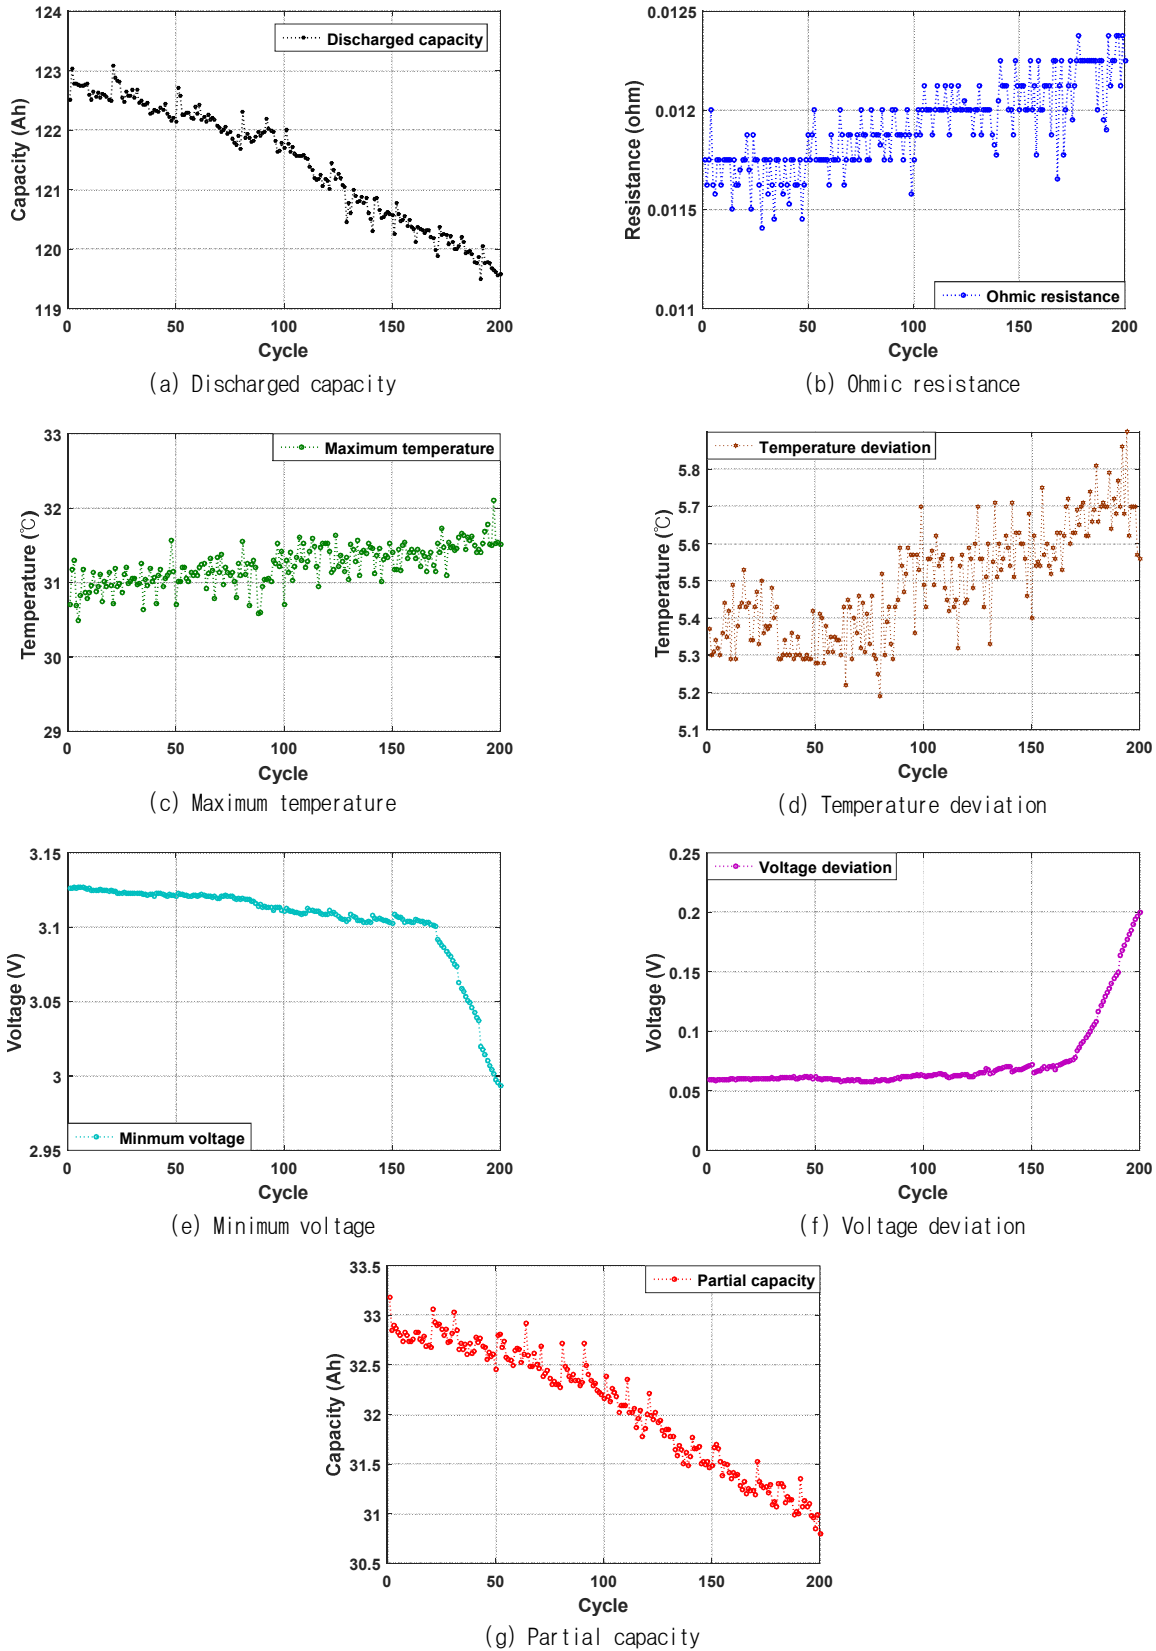 124
123
122
121
120
119
Capacity (Ah)
Discharged capacity
0 50 100 150 200
Cycle
(a) Discharged capacity
0.0125
0.012
0.0115
0.011
Resistance (ohm)
Ohmic resistance
0 50 100 150 200
Cycle
(b) Ohmic resistance
33
32
31
30
29
Temperature (℃)
Maximum temperature
0 50 100 150 200
Cycle
(c) Maximum temperature
5.8
5.7
5.6
5.5
5.4
5.3
5.2
5.1
Temperature (℃)
Temperature deviation
0 50 100 150 200
Cycle
(d) Temperature deviation
3.15
3.1
3.05
3
2.95
Voltage (V)
Minmum voltage
0 50 100 150 200
Cycle
(e) Minimum voltage
0.25
0.2
0.15
0.1
0.05
0
Voltage (V)
Voltage deviation
0 50 100 150 200
Cycle
(f) Voltage deviation
33.5
33
32.5
32
31.5
31
30.5
Capacity (Ah)
Partial capacity
0 50 100 150 200
Cycle
(g) Partial capacity